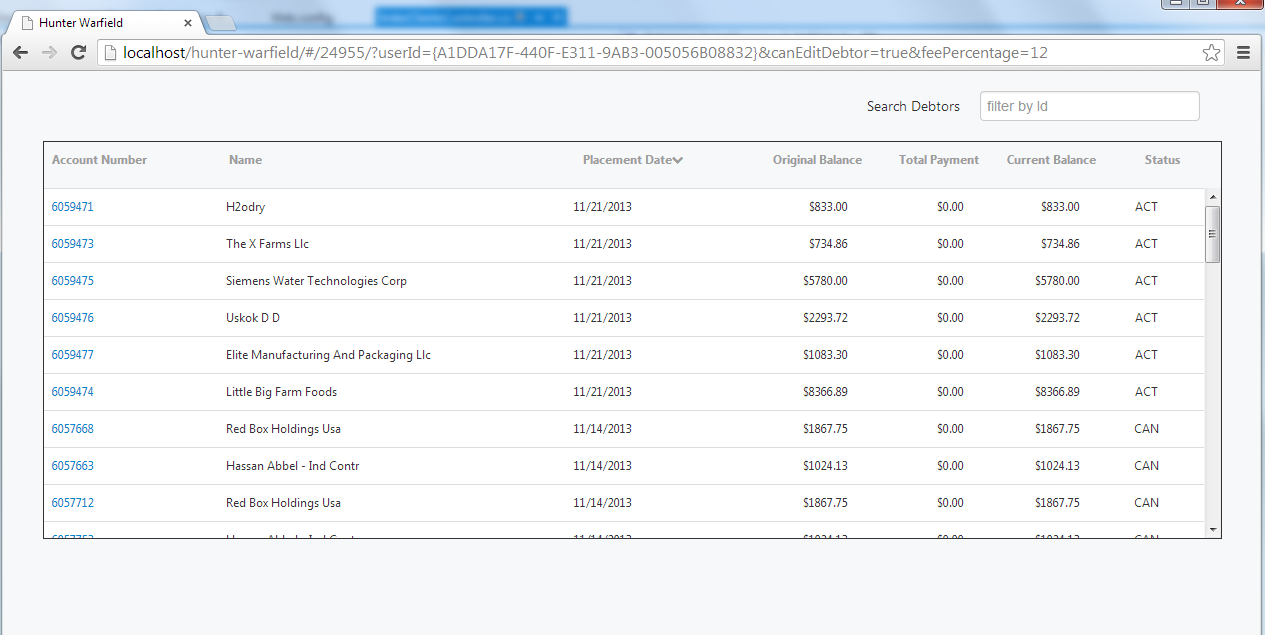 Hunter Warfield
localhost/hunter-warfield/#/24955/?userId={A1DDA17F-440F-E311-9AB3-005056B08832}&canEditDebtor=true&feePercentage=12
Search Debtors filter by Id
Account Number Name Placement Date Original Balance Total Payment Current Balance Status
6059471 H2odry 11/21/2013 $833.00 $0.00 $833.00 ACT
6059473 The X Farms Llc 11/21/2013 $734.86 $0.00 $734.86 ACT
6059475 Siemens Water Technologies Corp 11/21/2013 $5780.00 $0.00 $5780.00 ACT
6059476 Uskok D D 11/21/2013 $2293.72 $0.00 $2293.72 ACT
6059477 Elite Manufacturing And Packaging Llc 11/21/2013 $1083.30 $0.00 $1083.30 ACT
6059474 Little Big Farm Foods 11/21/2013 $8366.89 $0.00 $8366.89 ACT
6057668 Red Box Holdings Usa 11/14/2013 $1867.75 $0.00 $1867.75 CAN
6057663 Hassan Abbel - Ind Contr 11/14/2013 $1024.13 $0.00 $1024.13 CAN
6057712 Red Box Holdings Usa 11/14/2013 $1867.75 $0.00 $1867.75 CAN